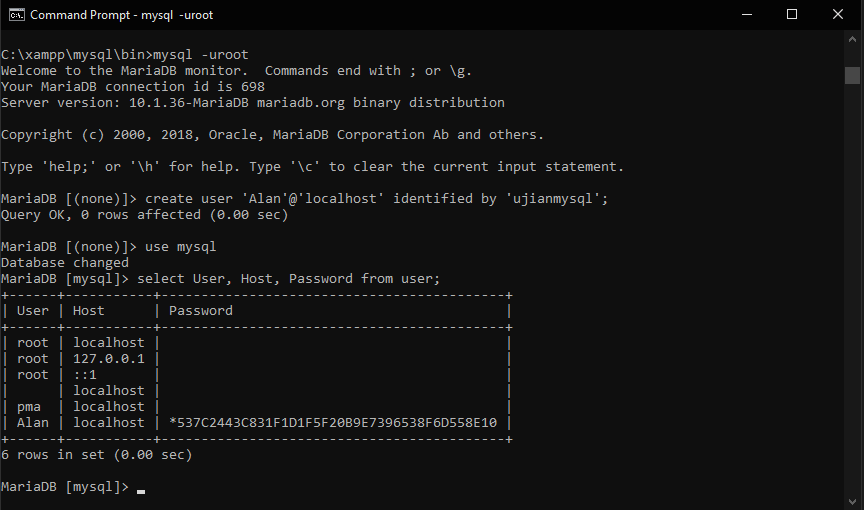 Command Prompt - mysql -uroot
C:\xampp\mysql\bin>mysql -uroot
Welcome to the MariaDB monitor.  Commands end with ; or \g.
Your MariaDB connection id is 698
Server version: 10.1.36-MariaDB mariadb.org binary distribution
Copyright (c) 2000, 2018, Oracle, MariaDB Corporation Ab and others.
Type 'help;' or '\h' for help. Type '\c' to clear the current input statement.
MariaDB [(none)]> create user 'Alan'@'localhost' identified by 'ujianmysql';
Query OK, 0 rows affected (0.00 sec)
MariaDB [(none)]> use mysql
Database changed
MariaDB [mysql]> select User, Host, Password from user;
+------+-----------+-------------------------------------------+
| User | Host      | Password                                  |
+------+-----------+-------------------------------------------+
| root | localhost |                                           |
| root | 127.0.0.1 |                                           |
| root | ::1       |                                           |
|      | localhost |                                           |
| pma  | localhost |                                           |
| Alan | localhost | *537C2443C831F1D1F5F20B9E7396538F6D558E10 |
+------+-----------+-------------------------------------------+
6 rows in set (0.00 sec)
MariaDB [mysql]>